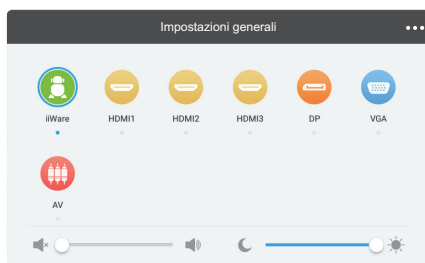 Impostazioni generali
iiWare HDMI1 HDMI2 HDMI3 DP VGA
AV